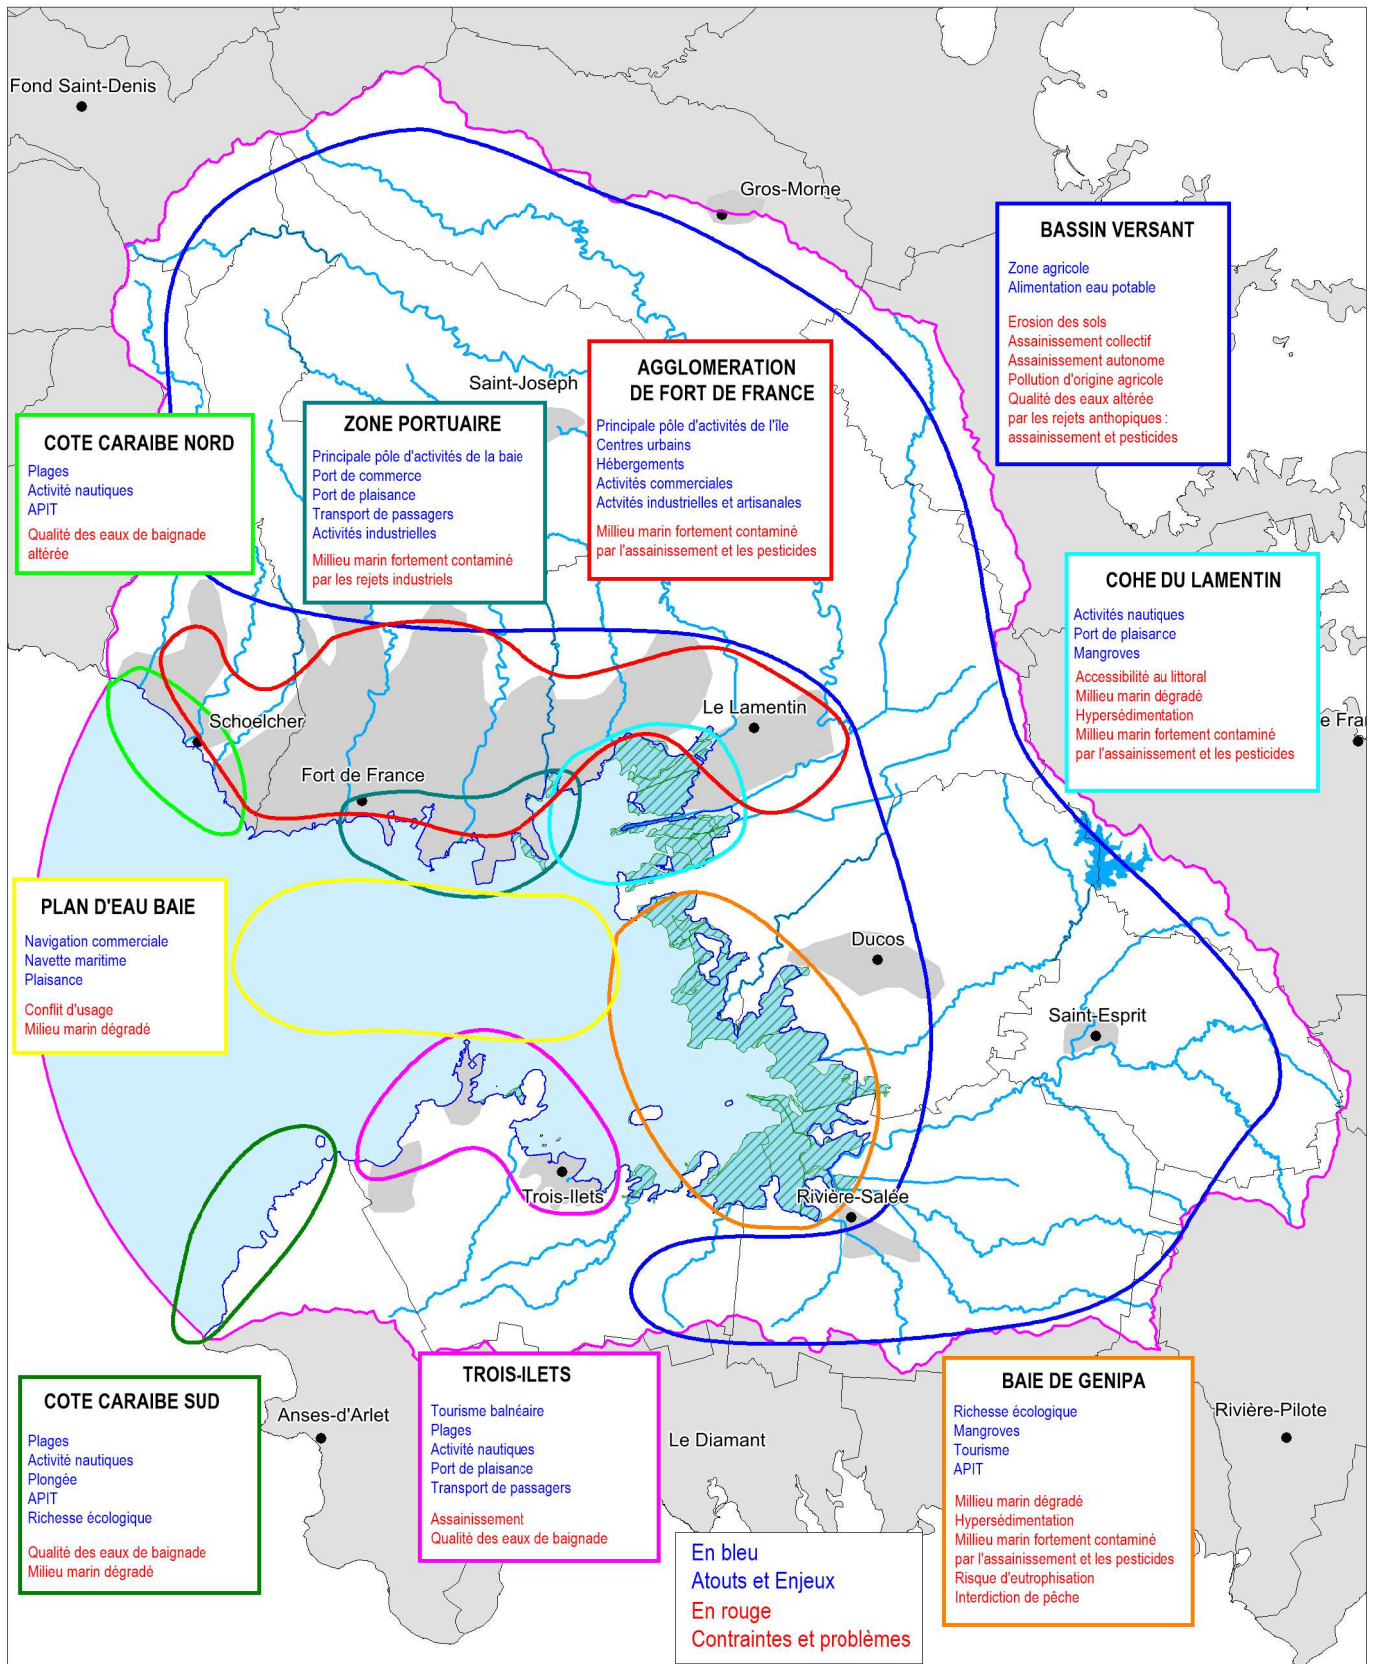 Fond Saint-Denis
Gros-Morne
BASSIN VERSANT
Zone agricole
Alimentation eau potable
Erosion des sols
Assainissement collectif
Assainissement autonome
Pollution d'origine agricole
Qualité des eaux altérée
par les rejets anthropiques :
assainissement et pesticides
Saint-Joseph
AGGLOMERATION
DE FORT DE FRANCE
Principale pôle d'activités de l'île
Centres urbains
Hébergements
Activités commerciales
Actvités industrielles et artisanales
Millieu marin fortement contaminé
par l'assainissement et les pesticides
ZONE PORTUAIRE
Principale pôle d'activités de la baie
Port de commerce
Port de plaisance
Transport de passagers
Activités industrielles
Millieu marin fortement contaminé
par les rejets industriels
COTE CARAIBE NORD
Plages
Activité nautiques
APIT
Qualité des eaux de baignade
altérée
COHE DU LAMENTIN
Activités nautiques
Port de plaisance
Mangroves
Accessibilité au littoral
Millieu marin dégradé
Hypersédimentation
Millieu marin fortement contaminé
par l'assainissement et les pesticides
Schoelcher
Le Lamentin
e Fra
Fort de France
PLAN D'EAU BAIE
Navigation commerciale
Navette maritime
Plaisance
Conflit d'usage
Milieu marin dégradé
Ducos
Saint-Esprit
Trois-Ilets
Rivière-Salée
COTE CARAIBE SUD
Plages
Activité nautiques
Plongée
APIT
Richesse écologique
Qualité des eaux de baignade
Milieu marin dégradé
Anses-d'Arlet
TROIS-ILETS
Tourisme balnéaire
Plages
Activité nautiques
Port de plaisance
Transport de passagers
Assainissement
Qualité des eaux de baignade
Le Diamant
BAIE DE GENIPA
Richesse écologique
Mangroves
Tourisme
APIT
Millieu marin dégradé
Hypersédimentation
Millieu marin fortement contaminé
par l'assainissement et les pesticides
Risque d'eutrophisation
Interdiction de pêche
Rivière-Pilote
En bleu
Atouts et Enjeux
En rouge
Contraintes et problèmes